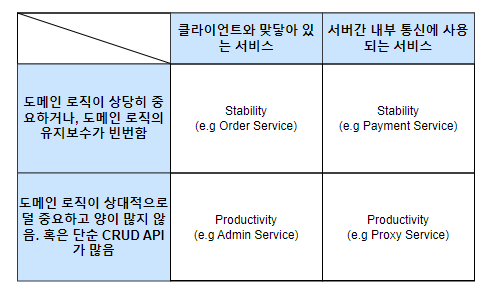 클라이언트와 맞닿아 있
는 서비스
서버간 내부 통신에 사용
되는 서비스
도메인 로직이 상당히 중
요하거나, 도메인 로직의
유지보수가 빈번함
Stability
(e.g Order Service)
Stability
(e.g Payment Service)
도메인 로직이 상대적으로
덜 중요하고 양이 많지 않
음. 혹은 단순 CRUD API
가 많음
Productivity
(e.g Admin Service)
Productivity
(e.g Proxy Service)